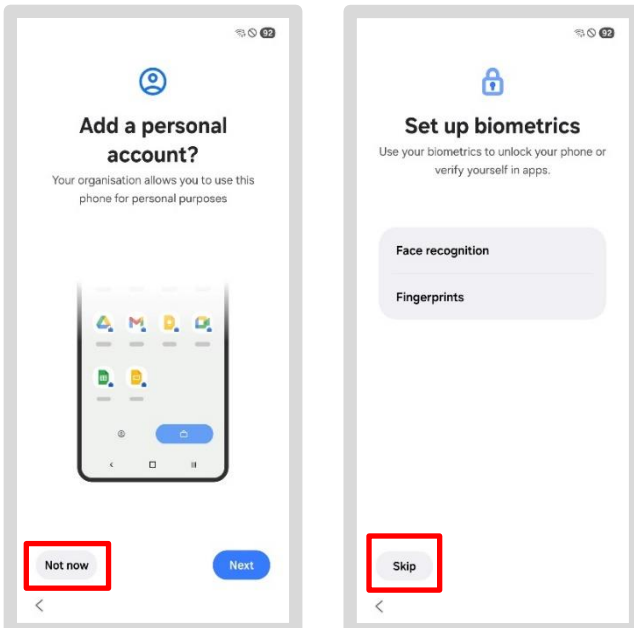 92
Add a personal
account?
Your organisation allows you to use this
phone for personal purposes
Not now
Next
92
Set up biometrics
Use your biometrics to unlock your phone or
verify yourself in apps.
Face recognition
Fingerprints
Skip